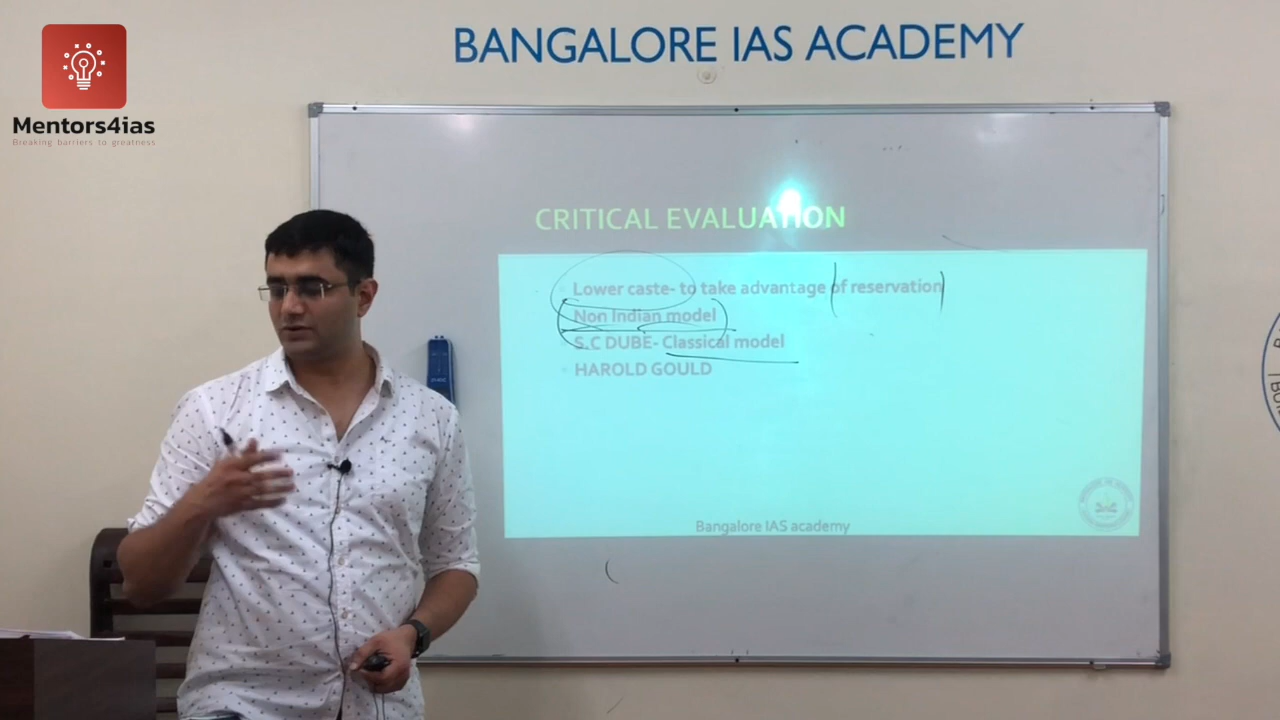 Mentors4ias
Breaking barriers to greatness
BANGALORE IAS ACADEMY
CRITICAL EVALUATION
Lower caste- to take advantage of reservation
Non Indian model
S.C DUBE- Classical model
HAROLD GOULD
Bangalore IAS academy